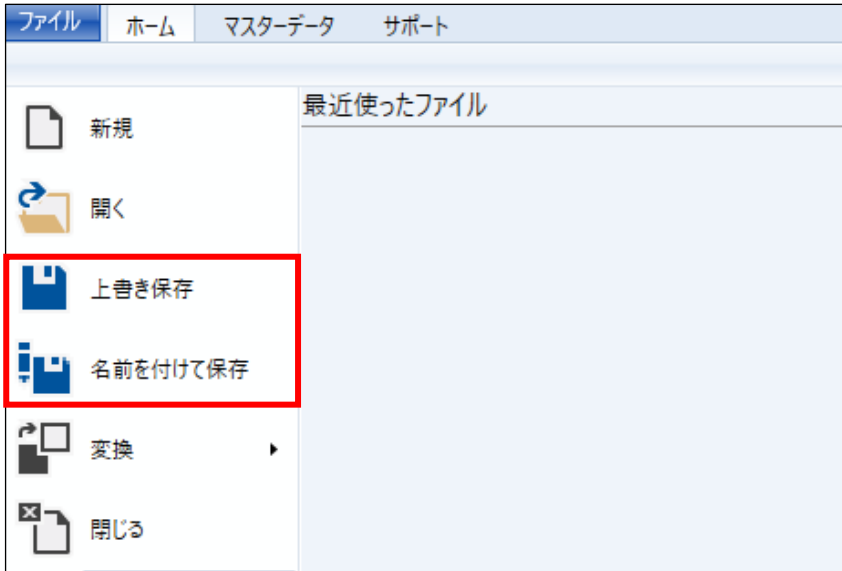 ファイル ホーム マスターデータ サポート
最近使ったファイル
新規
開く
上書き保存
名前を付けて保存
変換
閉じる